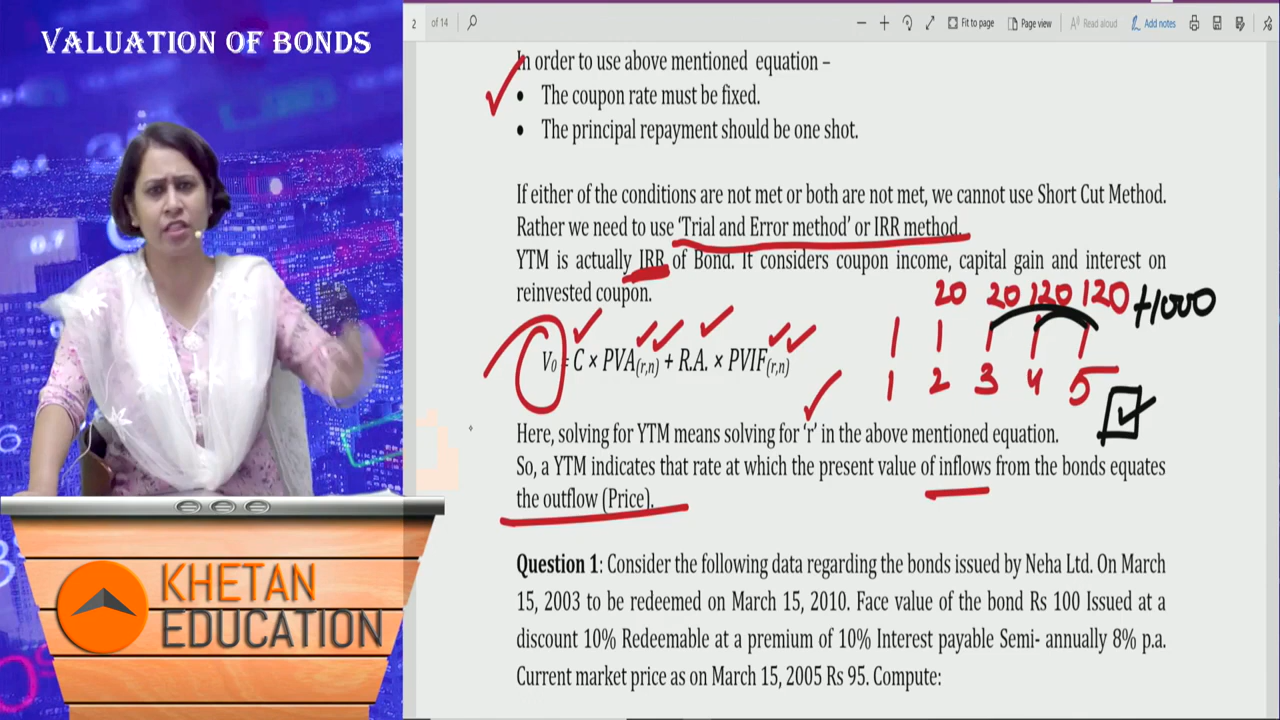 VALUATION OF BONDS
2 of 14
Fit to page
Page view
Read aloud
Add notes
In order to use above mentioned equation –
• The coupon rate must be fixed.
• The principal repayment should be one shot.
If either of the conditions are not met or both are not met, we cannot use Short Cut Method.
Rather we need to use ‘Trial and Error method’ or IRR method.
YTM is actually IRR of Bond. It considers coupon income, capital gain and interest on
reinvested coupon.
20 20 120 120 +1000
V₀ = C × PVA(r,n) + R.A. × PVIF(r,n)
1 2 3 4 5
Here, solving for YTM means solving for ‘r’ in the above mentioned equation.
So, a YTM indicates that rate at which the present value of inflows from the bonds equates
the outflow (Price).
Question 1: Consider the following data regarding the bonds issued by Neha Ltd. On March
15, 2003 to be redeemed on March 15, 2010. Face value of the bond Rs 100 Issued at a
discount 10% Redeemable at a premium of 10% Interest payable Semi- annually 8% p.a.
Current market price as on March 15, 2005 Rs 95. Compute:
KHETAN
EDUCATION